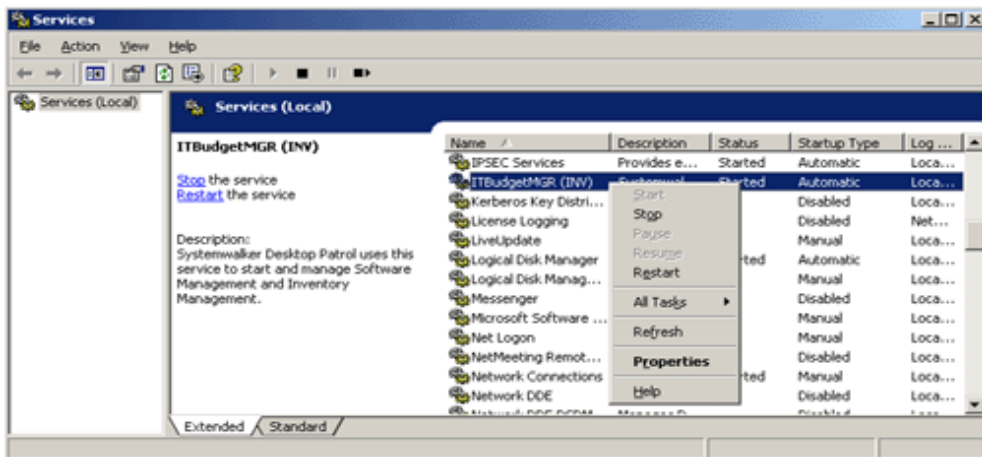 Services
File Action View Help
Services (Local)
Services (Local)
ITBudgetMGR (INV)
Stop the service
Restart the service
Description:
Systemwalker Desktop Patrol uses this
service to start and manage Software
Management and Inventory
Management.
Name Description Status Startup Type Log ...
IPSEC Services Provides e... Started Automatic Loca...
ITBudgetMGR (INV) Systemwal... Started Automatic Loca...
Kerberos Key Distri... Disabled Loca...
License Logging Disabled Net...
LiveUpdate Manual Loca...
Logical Disk Manager Automatic Loca...
Logical Disk Manag... Manual Loca...
Messenger Disabled Loca...
Microsoft Software ... Manual Loca...
Net Logon Manual Loca...
NetMeeting Remot... Disabled Loca...
Network Connections Manual Loca...
Network DDE Disabled Loca...
Start
Stop
Pause
Resume
Restart
All Tasks
Refresh
Properties
Help
Extended Standard